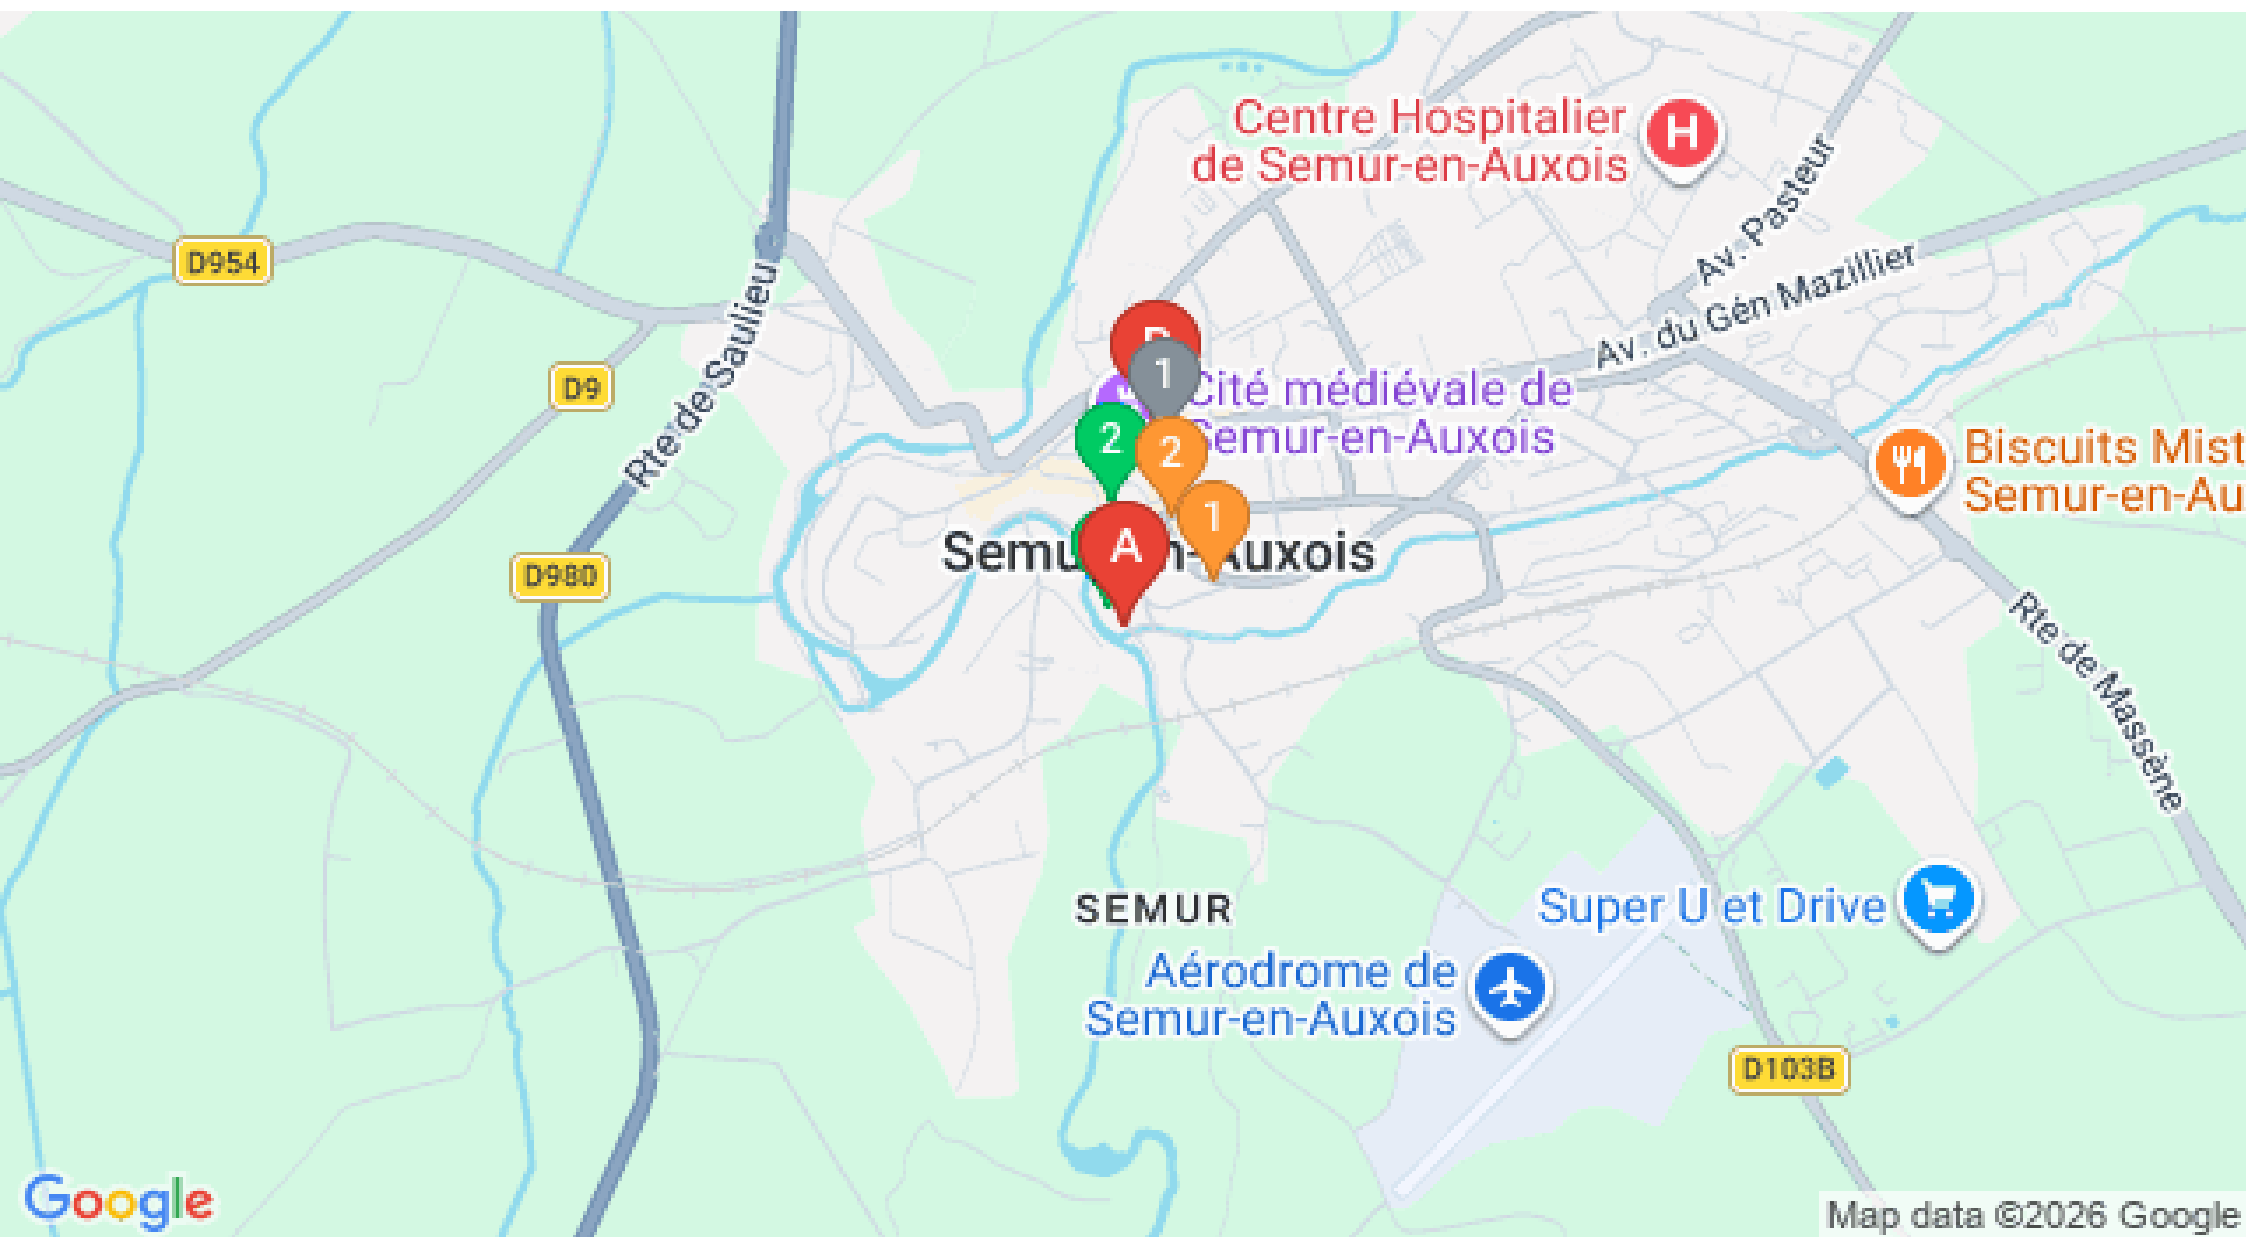 Centre Hospitalier
de Semur-en-Auxois
H
Av. Pasteur
Av. du Gén Mazillier
D954
Rte de Saulieu
D9
1
Cité médiévale de
Semur-en-Auxois
2
2
1
A
Biscuits Mist
Semur-en-Au
D980
Rte de Massène
SEMUR
Super U et Drive
Aérodrome de
Semur-en-Auxois
D103B
Google
Map data ©2026 Google